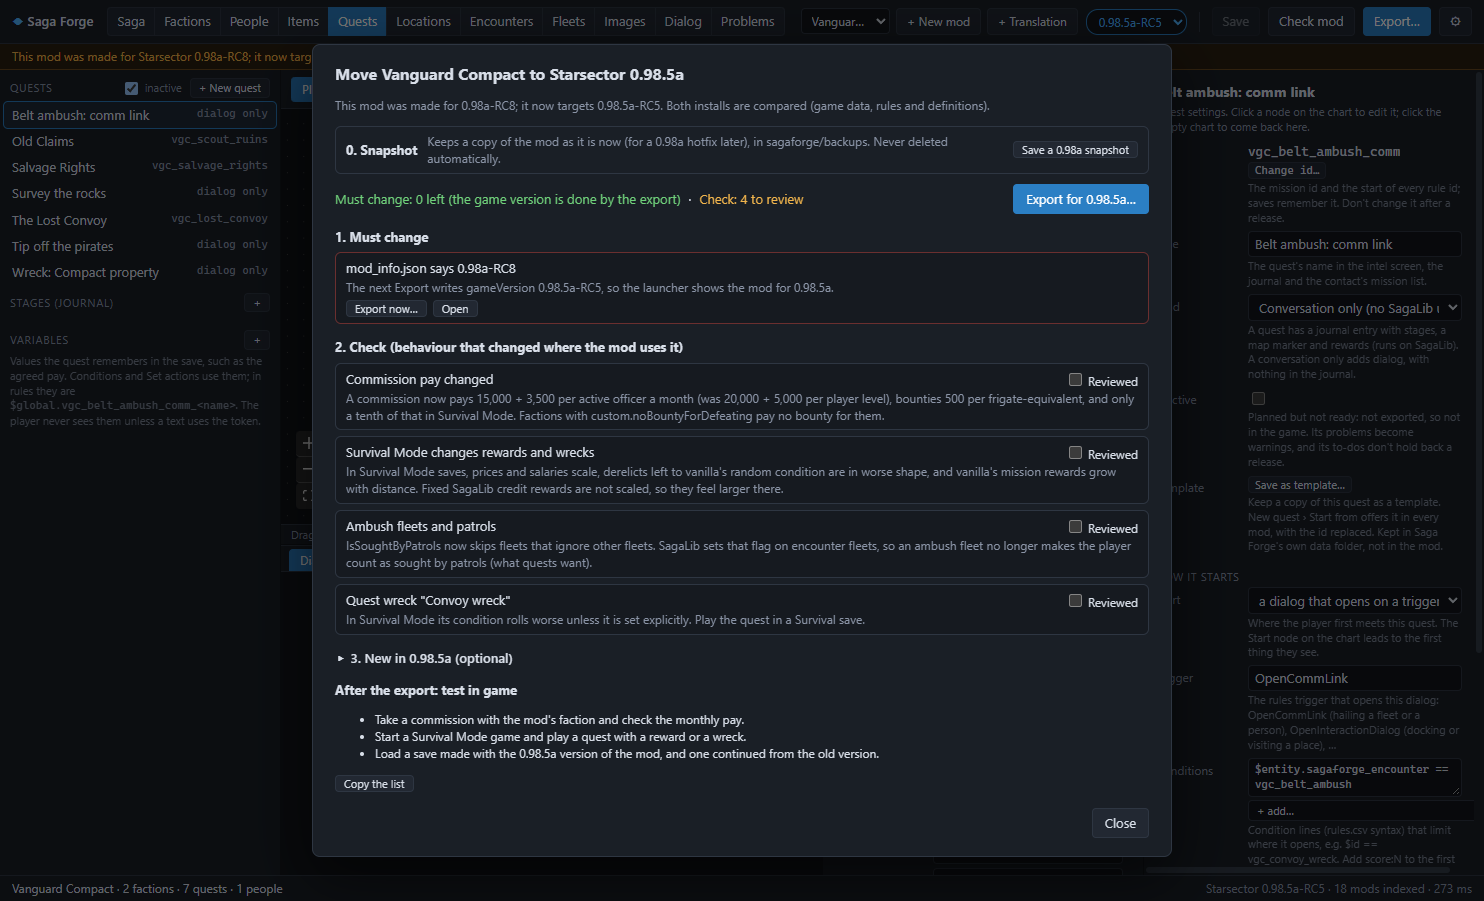 Saga Forge
Saga
Factions
People
Items
Quests
Locations
Encounters
Fleets
Images
Dialog
Problems
Vanguar...
+ New mod
+ Translation
0.98.5a-RC5
Save
Check mod
Export...
This mod was made for Starsector 0.98a-RC8; it now targ
QUESTS
inactive
+ New quest
Belt ambush: comm link
dialog only
Old Claims
vgc_scout_ruins
Salvage Rights
vgc_salvage_rights
Survey the rocks
dialog only
The Lost Convoy
vgc_lost_convoy
Tip off the pirates
dialog only
Wreck: Compact property
dialog only
STAGES (JOURNAL)
+
VARIABLES
+
Values the quest remembers in the save, such as the
agreed pay. Conditions and Set actions use them; in
rules they are
$global.vgc_belt_ambush_comm_<name>. The
player never sees them unless a text uses the token.
Pl
+
−
Drag
Di
Move Vanguard Compact to Starsector 0.98.5a
This mod was made for 0.98a-RC8; it now targets 0.98.5a-RC5. Both installs are compared (game data, rules and definitions).
0. Snapshot
Keeps a copy of the mod as it is now (for a 0.98a hotfix later), in sagaforge/backups. Never deleted
automatically.
Save a 0.98a snapshot
Must change: 0 left (the game version is done by the export) · Check: 4 to review
Export for 0.98.5a...
1. Must change
mod_info.json says 0.98a-RC8
The next Export writes gameVersion 0.98.5a-RC5, so the launcher shows the mod for 0.98.5a.
Export now...
Open
2. Check (behaviour that changed where the mod uses it)
Commission pay changed
Reviewed
A commission now pays 15,000 + 3,500 per active officer a month (was 20,000 + 5,000 per player level), bounties 500 per frigate-equivalent, and only
a tenth of that in Survival Mode. Factions with custom.noBountyForDefeating pay no bounty for them.
Survival Mode changes rewards and wrecks
Reviewed
In Survival Mode saves, prices and salaries scale, derelicts left to vanilla's random condition are in worse shape, and vanilla's mission rewards grow
with distance. Fixed SagaLib credit rewards are not scaled, so they feel larger there.
Ambush fleets and patrols
Reviewed
IsSoughtByPatrols now skips fleets that ignore other fleets. SagaLib sets that flag on encounter fleets, so an ambush fleet no longer makes the player
count as sought by patrols (what quests want).
Quest wreck "Convoy wreck"
Reviewed
In Survival Mode its condition rolls worse unless it is set explicitly. Play the quest in a Survival save.
3. New in 0.98.5a (optional)
After the export: test in game
• Take a commission with the mod's faction and check the monthly pay.
• Start a Survival Mode game and play a quest with a reward or a wreck.
• Load a save made with the 0.98.5a version of the mod, and one continued from the old version.
Copy the list
Close
lt ambush: comm link
est settings. Click a node on the chart to edit it; click the
pty chart to come back here.
vgc_belt_ambush_comm
Change id…
The mission id and the start of every rule id;
saves remember it. Don't change it after a
release.
e
Belt ambush: comm link
The quest's name in the intel screen, the
journal and the contact's mission list.
d
Conversation only (no SagaLib
A quest has a journal entry with stages, a
map marker and rewards (runs on SagaLib).
A conversation only adds dialog, with
nothing in the journal.
ctive
Planned but not ready: not exported, so not
in the game. Its problems become
warnings, and its to-dos don't hold back a
release.
mplate
Save as template...
Keep a copy of this quest as a template.
New quest › Start from offers it in every
mod, with the id replaced. Kept in Saga
Forge's own data folder, not in the mod.
W IT STARTS
rt
a dialog that opens on a trigger
Where the player first meets this quest. The
Start node on the chart leads to the first
thing they see.
gger
OpenCommLink
The rules trigger that opens this dialog:
OpenCommLink (hailing a fleet or a
person), OpenInteractionDialog (docking or
visiting a place), ...
nditions
$entity.sagaforge_encounter ==
vgc_belt_ambush
+ add...
Condition lines (rules.csv syntax) that limit
where it opens, e.g. $id ==
vgc_convoy_wreck. Add score:N to the first
Vanguard Compact · 2 factions · 7 quests · 1 people
Starsector 0.98.5a-RC5 · 18 mods indexed · 273 ms